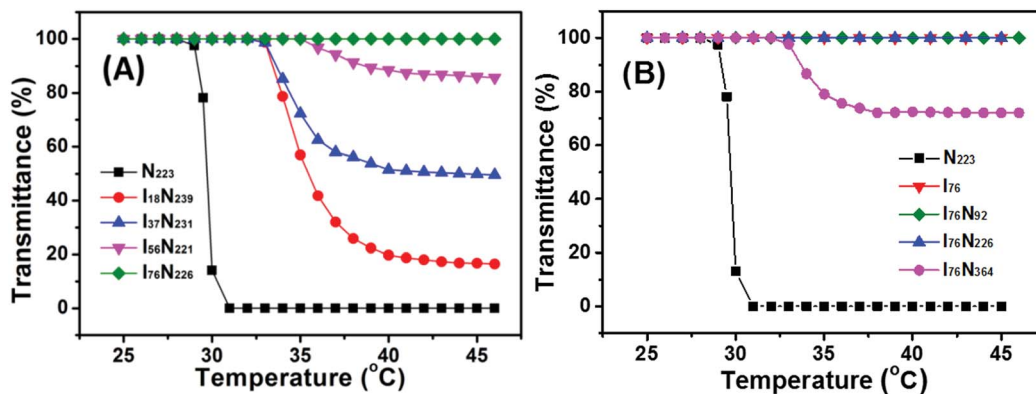 (A)
Transmittance (%)
100
80
60
40
20
0
N₂₂₃
I₁₈N₂₃₉
I₃₇N₂₃₁
I₅₆N₂₂₁
I₇₆N₂₂₆
25 30 35 40 45
Temperature (°C)
(B)
Transmittance (%)
100
80
60
40
20
0
N₂₂₃
I₇₆
I₇₆N₉₂
I₇₆N₂₂₆
I₇₆N₃₆₄
25 30 35 40 45
Temperature (°C)